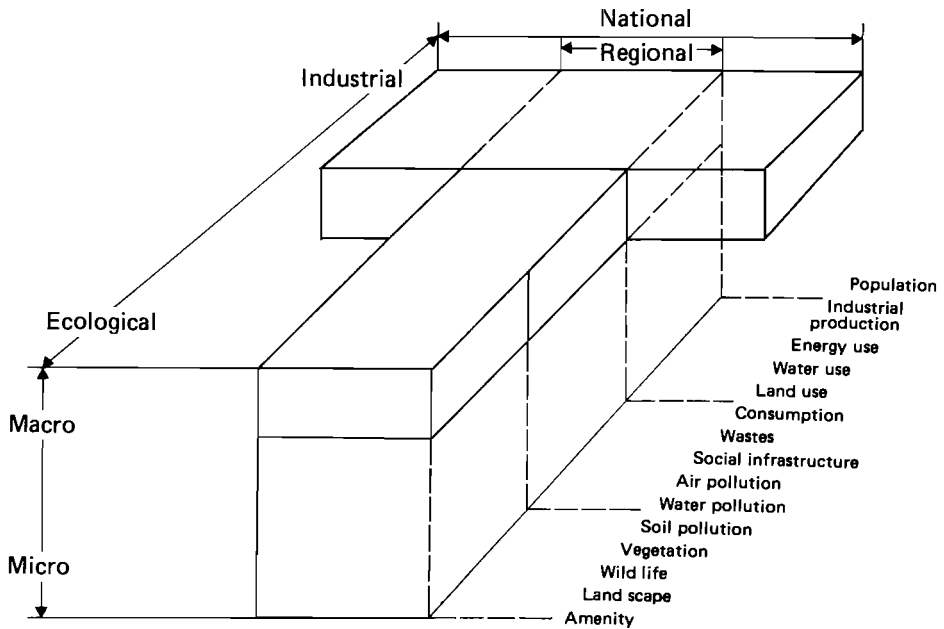 National
Regional
Industrial
Ecological
Macro
Micro
Population
Industrial
production
Energy use
Water use
Land use
Consumption
Wastes
Social infrastructure
Air pollution
Water pollution
Soil pollution
Vegetation
Wild life
Land scape
Amenity